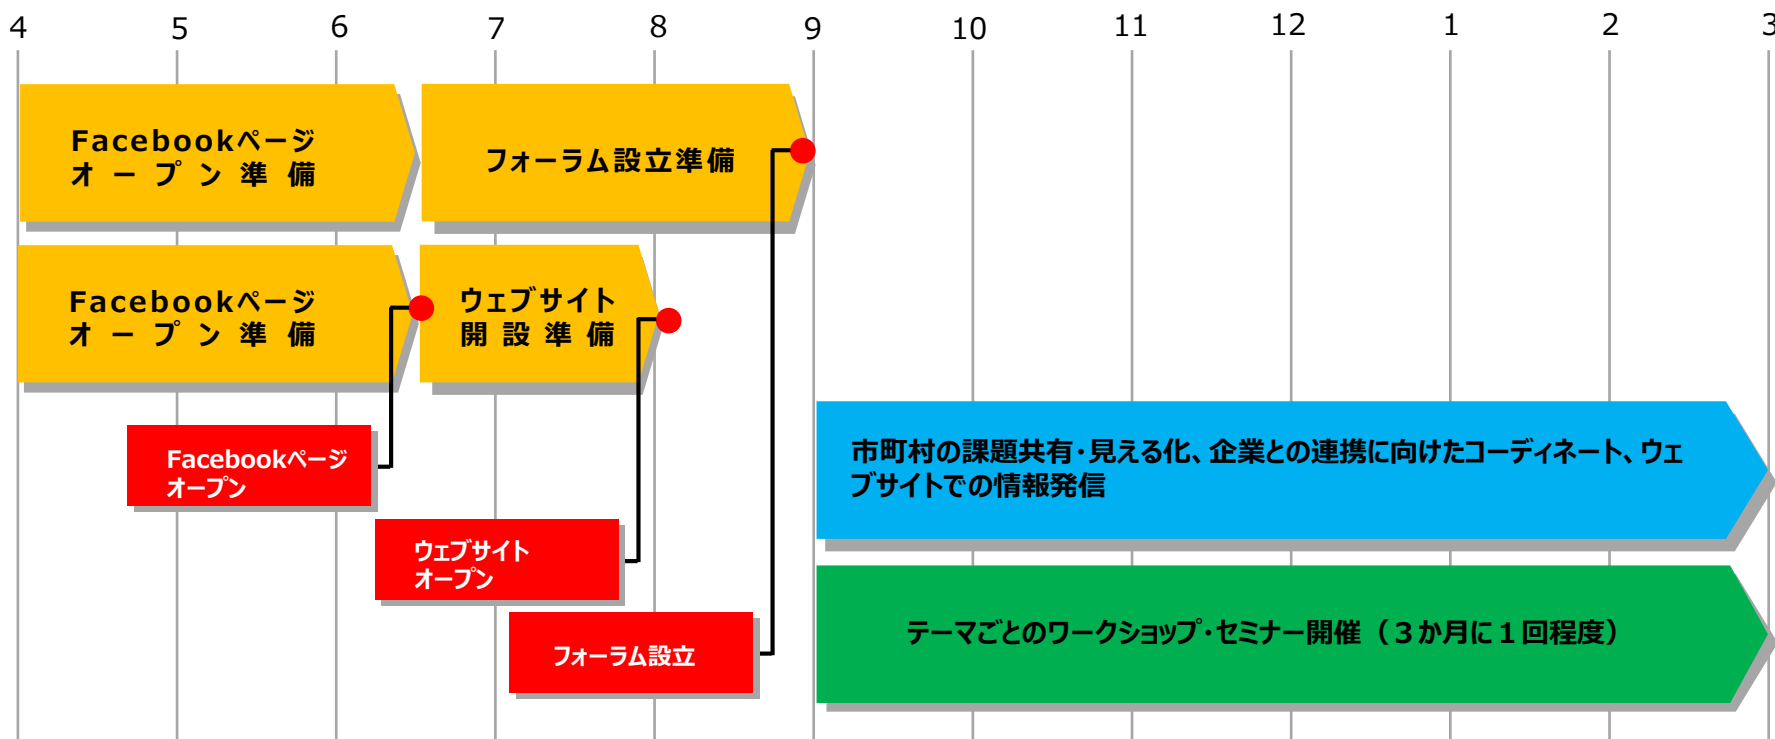 4 5 6 7 8 9 10 11 12 1 2 3
Facebookページ
オープン準備
フォーラム設立準備
Facebookページ
オープン準備
ウェブサイト
開設準備
Facebookページ
オープン
市町村の課題共有・見える化、企業との連携に向けたコーディネート、ウェ
ブサイトでの情報発信
ウェブサイト
オープン
テーマごとのワークショップ・セミナー開催（３か月に１回程度）
フォーラム設立